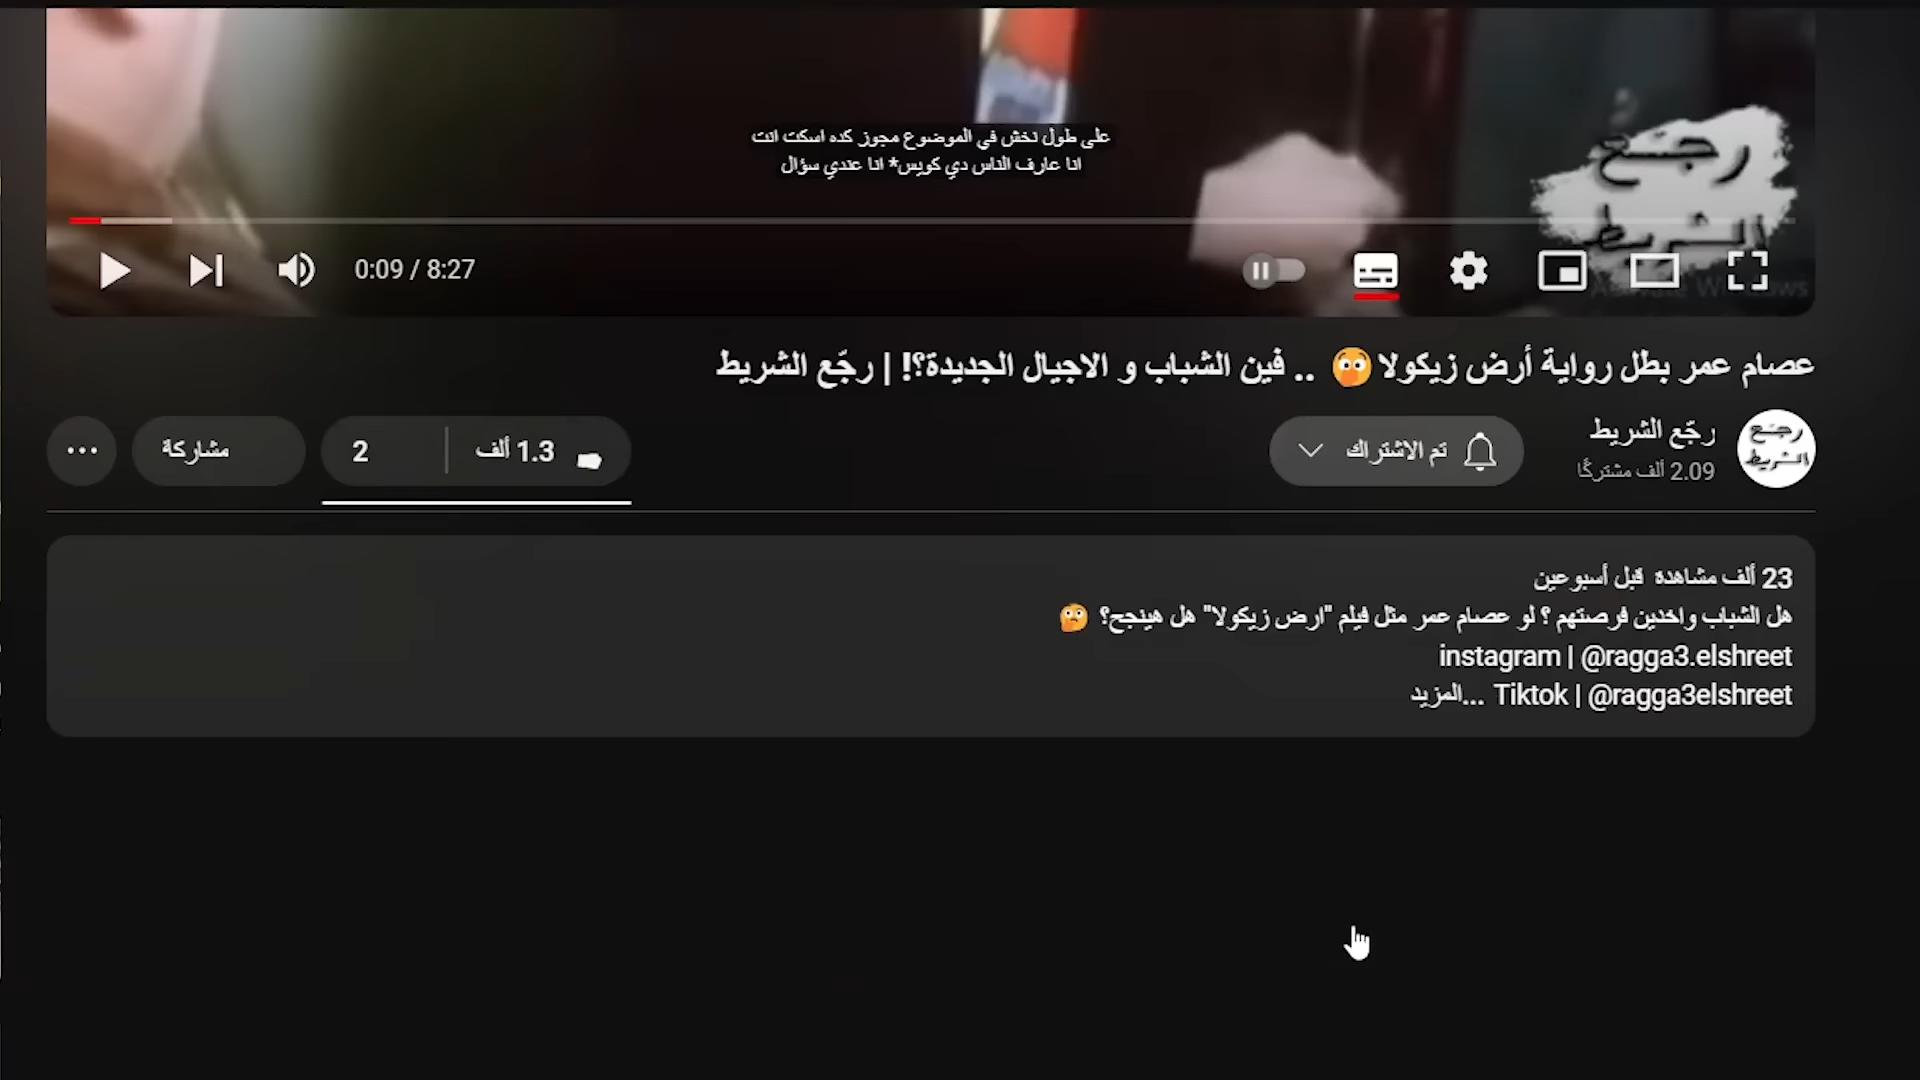 على طول نخش في الموضوع مجوز كده اسكت انت
انا عارف الناس دي كويس* انا عندي سؤال
رجّع
الشريط
0:09 / 8:27
عصام عمر بطل رواية أرض زيكولا🫢 .. فين الشباب و الاجيال الجديدة؟! | رجّع الشريط
رجّع الشريط
2.09 ألف مشتركًا
تم الاشتراك
1.3 ألف
2
مشاركة
23 ألف مشاهدة قبل أسبوعين
هل الشباب واخدين فرصتهم ؟ لو عصام عمر مثل فيلم "ارض زيكولا" هل هينجح؟ 🤔
instagram | @ragga3.elshreet
Tiktok | @ragga3elshreet ...المزيد